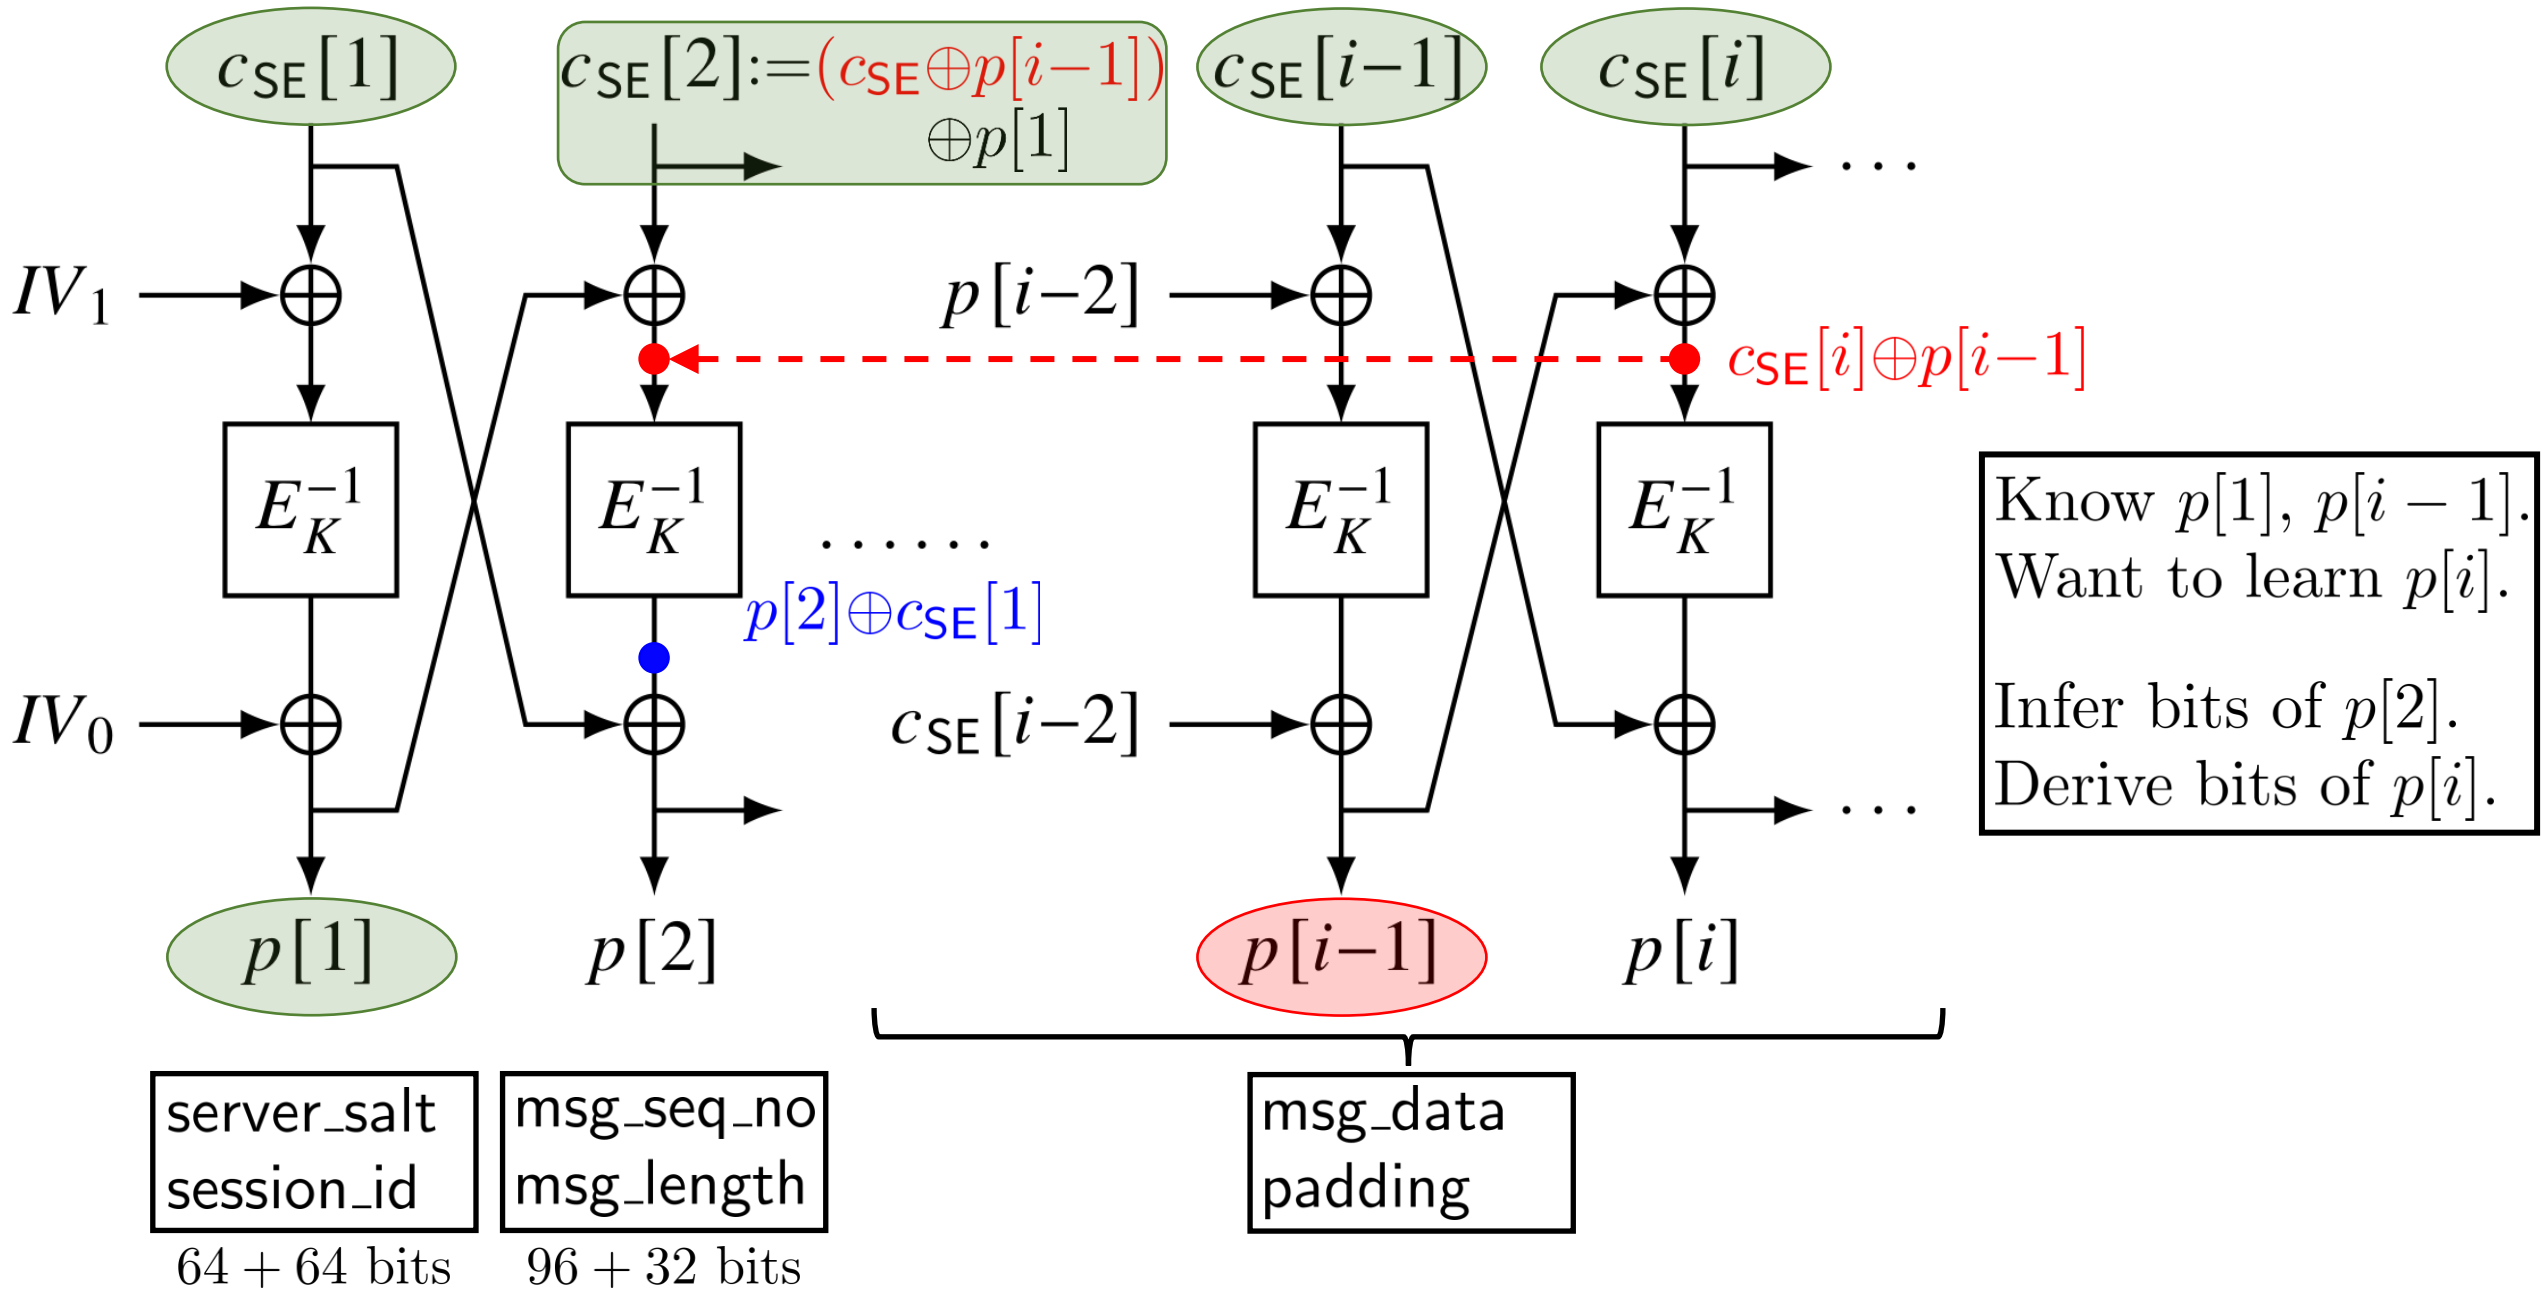 c_SE[1]
c_SE[2]:=(c_SE⊕p[i−1])
⊕p[1]
c_SE[i−1]
c_SE[i]
· · ·
IV_1
p[i−2]
c_SE[i]⊕p[i−1]
E_K^{−1}
E_K^{−1}
E_K^{−1}
E_K^{−1}
· · · · · ·
p[2]⊕c_SE[1]
IV_0
c_SE[i−2]
· · ·
Know p[1], p[i − 1].
Want to learn p[i].
Infer bits of p[2].
Derive bits of p[i].
p[1]
p[2]
p[i−1]
p[i]
server_salt
session_id
64 + 64 bits
msg_seq_no
msg_length
96 + 32 bits
msg_data
padding